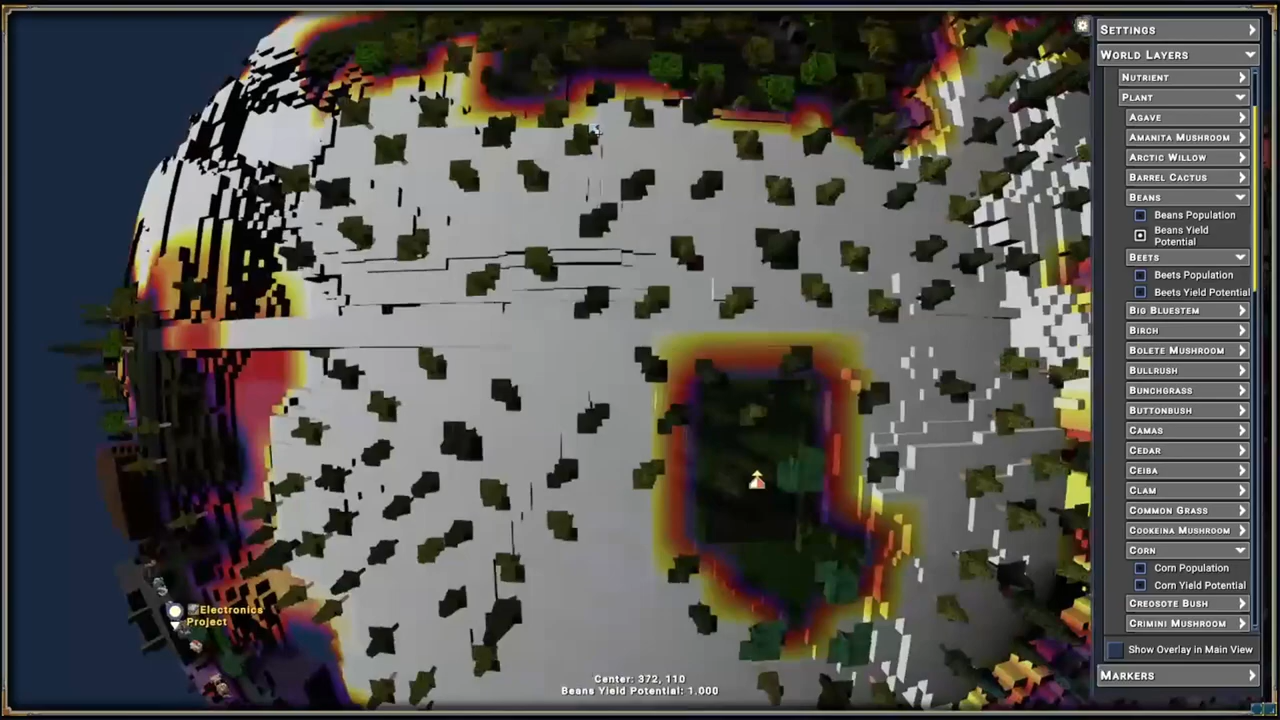 SETTINGS
WORLD LAYERS
NUTRIENT
PLANT
AGAVE
AMANITA MUSHROOM
ARCTIC WILLOW
BARREL CACTUS
BEANS
Beans Population
Beans Yield
Potential
BEETS
Beets Population
Beets Yield Potential
BIG BLUESTEM
BIRCH
BOLETE MUSHROOM
BULLRUSH
BUNCHGRASS
BUTTONBUSH
CAMAS
CEDAR
CEIBA
CLAM
COMMON GRASS
COOKEINA MUSHROOM
CORN
Corn Population
Corn Yield Potential
CREOSOTE BUSH
CRIMINI MUSHROOM
Show Overlay in Main View
MARKERS
Electronics
Project
Center: 372, 110
Beans Yield Potential: 1,000